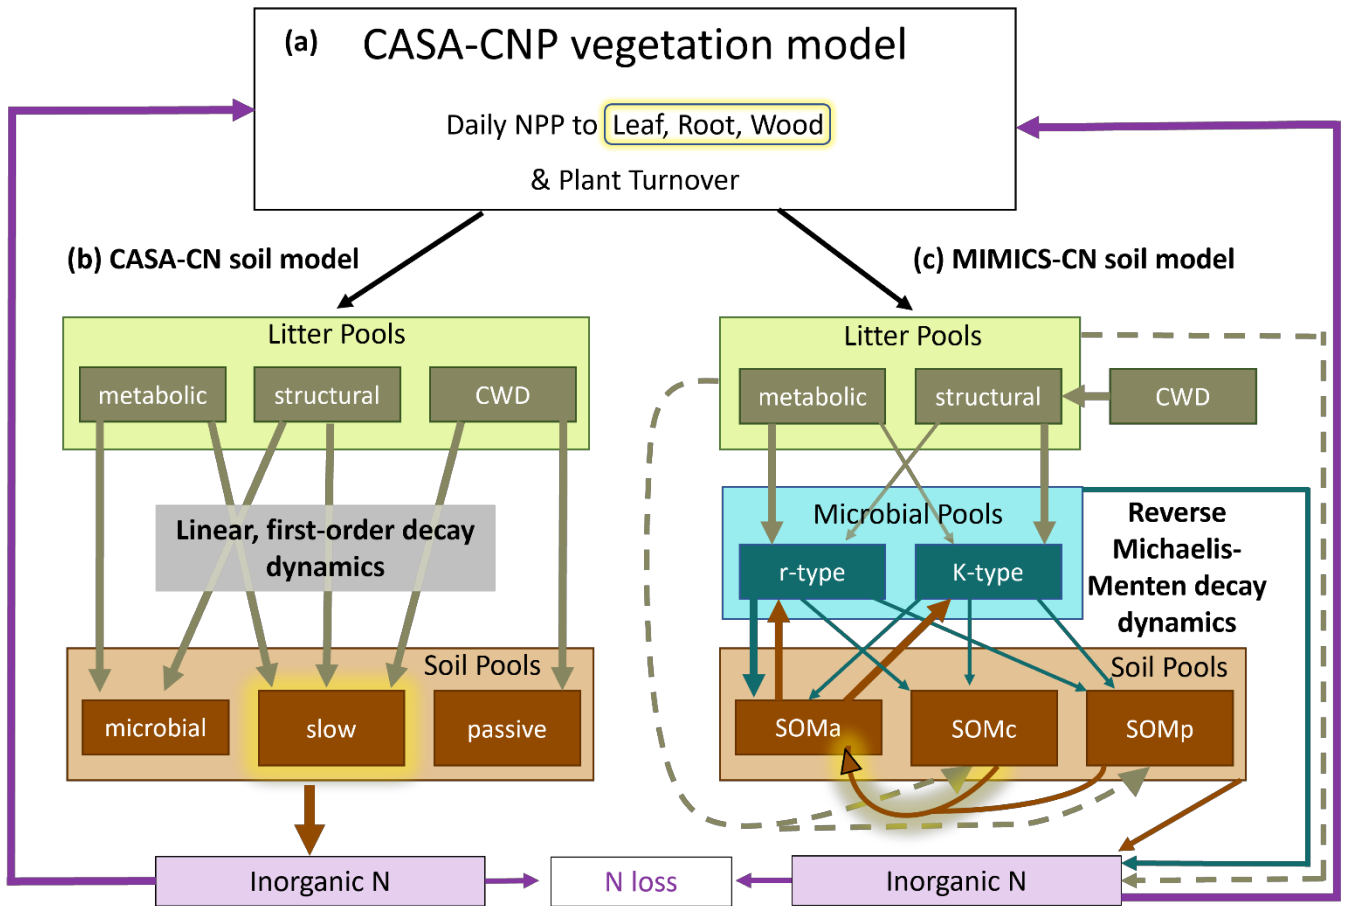 (a) CASA-CNP vegetation model
Daily NPP to Leaf, Root, Wood
& Plant Turnover
(b) CASA-CN soil model
Litter Pools
metabolic structural CWD
Linear, first-order decay
dynamics
Soil Pools
microbial slow passive
Inorganic N
(c) MIMICS-CN soil model
Litter Pools
metabolic structural CWD
Microbial Pools
r-type K-type
Reverse
Michaelis-
Menten decay
dynamics
Soil Pools
SOMa SOMc SOMp
N loss
Inorganic N